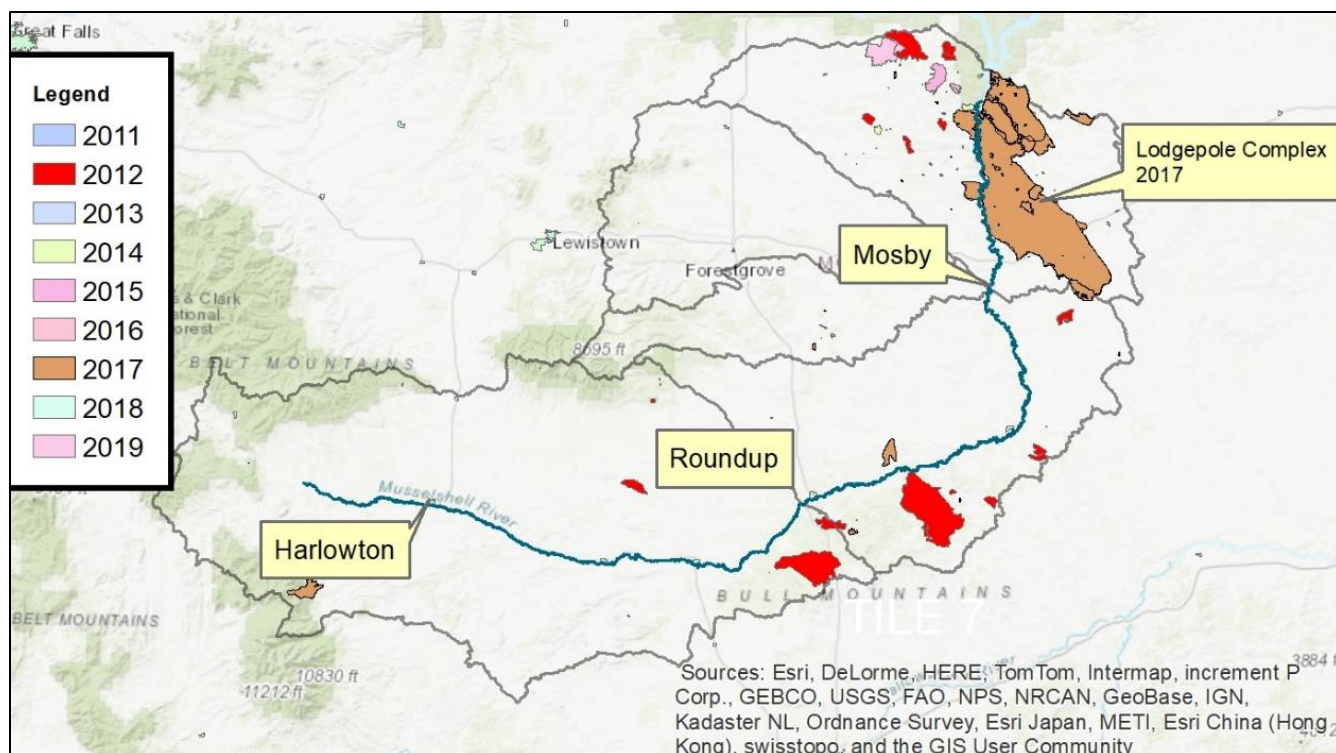 Great Falls
Legend
2011
2012
2013
2014
2015
2016
2017
2018
2019
Lodgepole Complex
2017
Lewistown
Forestgrove
Mosby
s & Clark
ational
orest
BELT MOUNTAINS
8695 ft
Roundup
Musselshell River
Harlowton
BULL MOUNTAINS
TILE 7
BELT MOUNTAINS
10830 ft
11212 ft
River
3884 ft
Sources: Esri, DeLorme, HERE, TomTom, Intermap, increment P
Corp., GEBCO, USGS, FAO, NPS, NRCAN, GeoBase, IGN,
Kadaster NL, Ordnance Survey, Esri Japan, METI, Esri China (Hong
Kong), swisstopo, and the GIS User Community